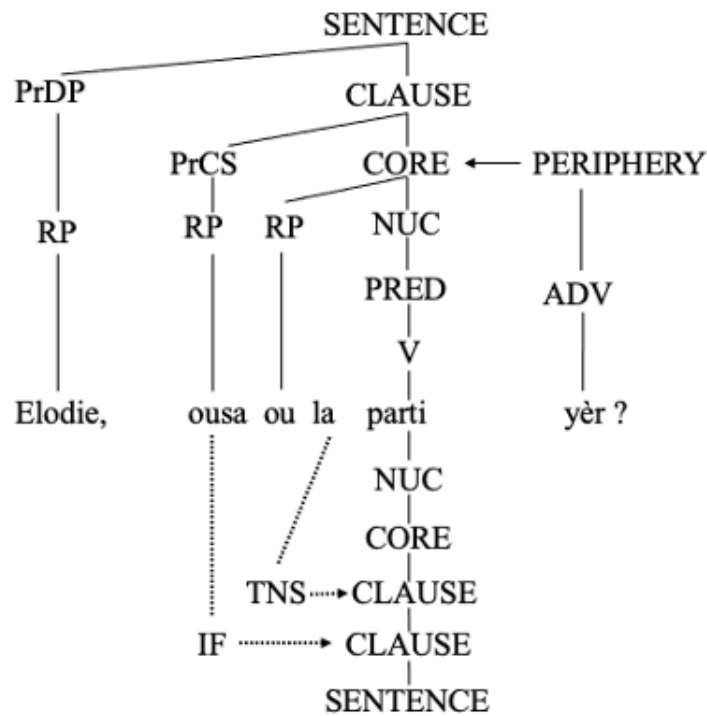 SENTENCE
PrDP CLAUSE
PrCS CORE PERIPHERY
RP RP RP NUC
PRED ADV
V
Elodie, ousa ou la parti yèr ?
NUC
CORE
TNS CLAUSE
IF CLAUSE
SENTENCE